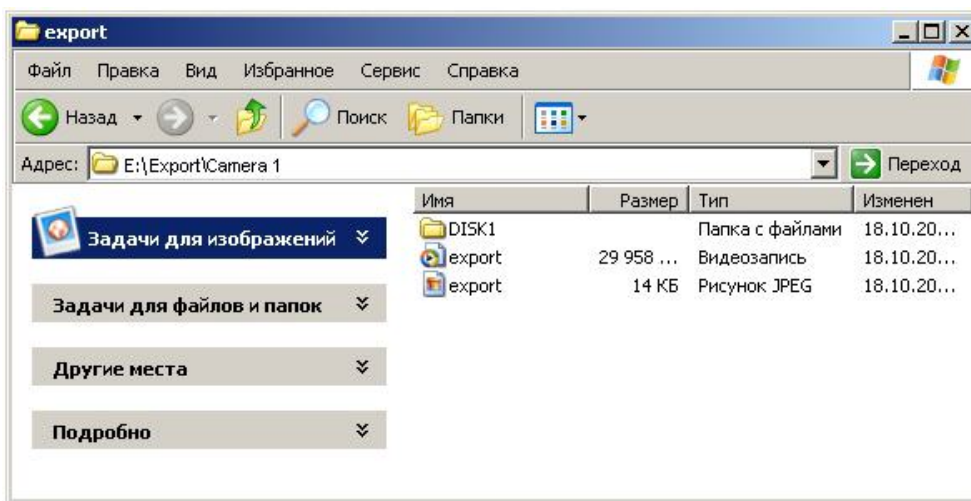 export
Файл Правка Вид Избранное Сервис Справка
Назад Поиск Папки
Адрес: E:\Export\Camera 1 Переход
Имя Размер Тип Изменен
Задачи для изображений
DISK1 Папка с файлами 18.10.20...
export 29 958 ... Видеозапись 18.10.20...
export 14 КБ Рисунок JPEG 18.10.20...
Задачи для файлов и папок
Другие места
Подробно